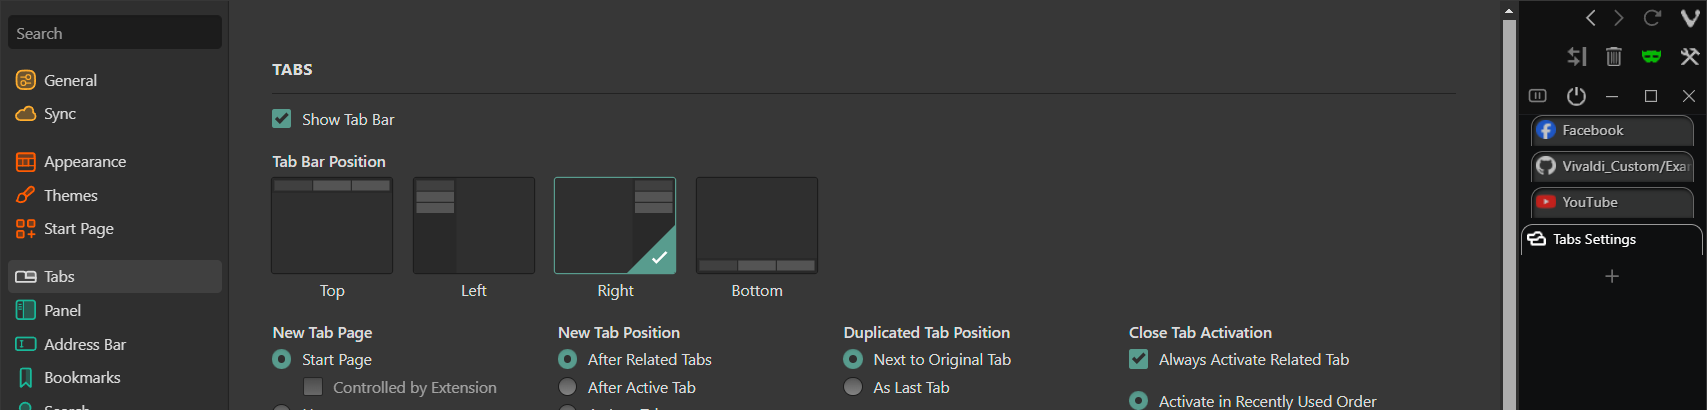 Search
General
Sync
Appearance
Themes
Start Page
Tabs
Panel
Address Bar
Bookmarks
Search
TABS
Show Tab Bar
Tab Bar Position
Top
Left
Right
Bottom
New Tab Page
Start Page
Controlled by Extension
New Tab Position
After Related Tabs
After Active Tab
Duplicated Tab Position
Next to Original Tab
As Last Tab
Close Tab Activation
Always Activate Related Tab
Activate in Recently Used Order
Facebook
Vivaldi_Custom/Exa
YouTube
Tabs Settings